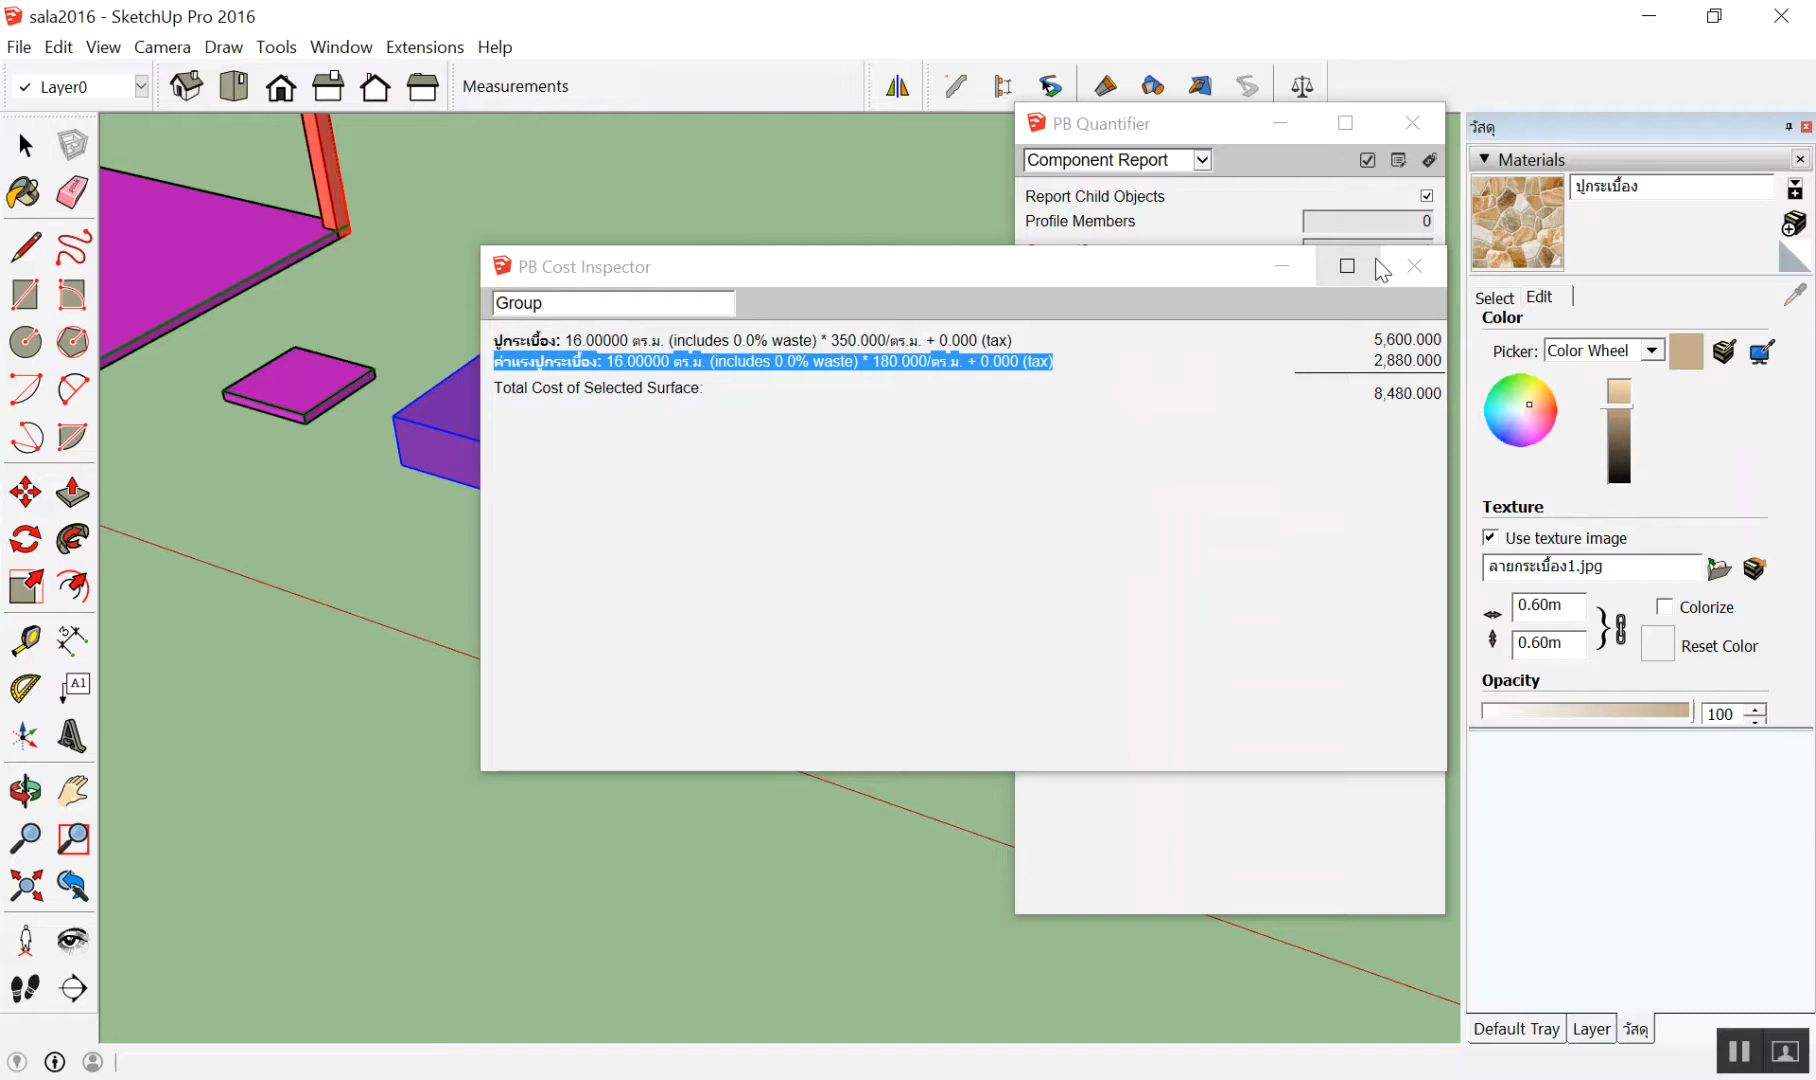 sala2016 - SketchUp Pro 2016
File Edit View Camera Draw Tools Window Extensions Help
Layer0
Measurements
PB Quantifier
Component Report
Report Child Objects
Profile Members 0
PB Cost Inspector
Group
ปูกระเบื้อง: 16.00000 ตร.ม. (includes 0.0% waste) * 350.000/ตร.ม. + 0.000 (tax) 5,600.000
ค่าแรงปูกระเบื้อง: 16.00000 ตร.ม. (includes 0.0% waste) * 180.000/ตร.ม. + 0.000 (tax) 2,880.000
Total Cost of Selected Surface: 8,480.000
วัสดุ
Materials
ปูกระเบื้อง
Select Edit
Color
Picker: Color Wheel
Texture
Use texture image
ลายกระเบื้อง1.jpg
0.60m
Colorize
0.60m
Reset Color
Opacity
100
A1
Default Tray Layer วัสดุ